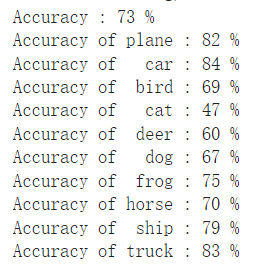 Accuracy : 73 %
Accuracy of plane : 82 %
Accuracy of   car : 84 %
Accuracy of  bird : 69 %
Accuracy of   cat : 47 %
Accuracy of  deer : 60 %
Accuracy of   dog : 67 %
Accuracy of  frog : 75 %
Accuracy of horse : 70 %
Accuracy of  ship : 79 %
Accuracy of truck : 83 %